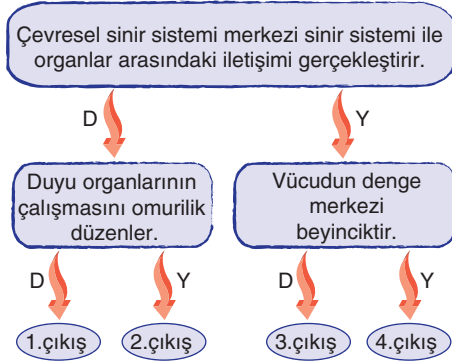 Çevresel sinir sistemi merkezi sinir sistemi ile
organlar arasındaki iletişimi gerçekleştirir.
D
Y
Duyu organlarının
çalışmasını omurilik
düzenler.
Vücudun denge
merkezi
beyinciktir.
D
Y
D
Y
1.çıkış
2.çıkış
3.çıkış
4.çıkış